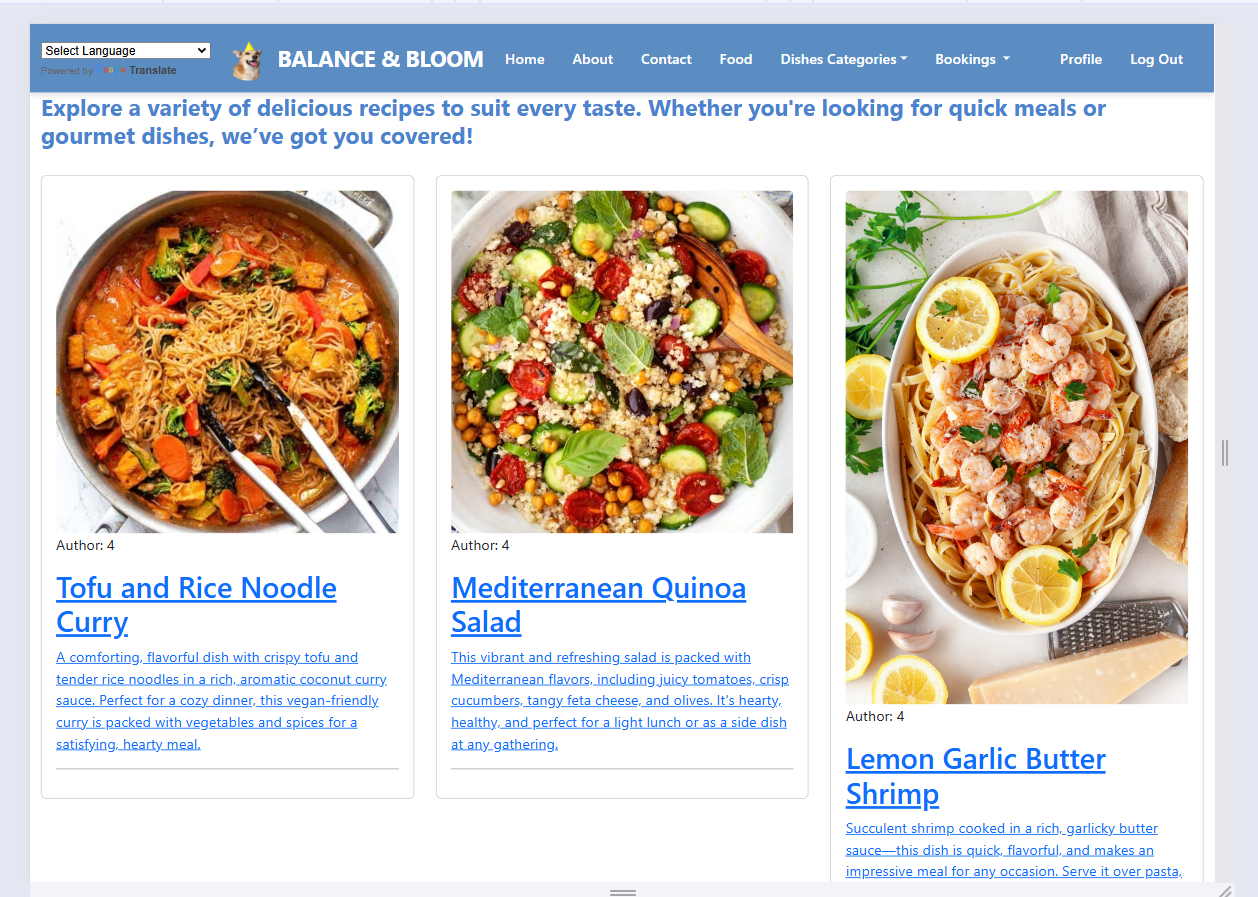 Select Language
Powered by Translate
BALANCE & BLOOM
Home
About
Contact
Food
Dishes Categories
Bookings
Profile
Log Out
Explore a variety of delicious recipes to suit every taste. Whether you're looking for quick meals or
gourmet dishes, we’ve got you covered!
Author: 4
Tofu and Rice Noodle
Curry
A comforting, flavorful dish with crispy tofu and
tender rice noodles in a rich, aromatic coconut curry
sauce. Perfect for a cozy dinner, this vegan-friendly
curry is packed with vegetables and spices for a
satisfying, hearty meal.
Author: 4
Mediterranean Quinoa
Salad
This vibrant and refreshing salad is packed with
Mediterranean flavors, including juicy tomatoes, crisp
cucumbers, tangy feta cheese, and olives. It's hearty,
healthy, and perfect for a light lunch or as a side dish
at any gathering.
Author: 4
Lemon Garlic Butter
Shrimp
Succulent shrimp cooked in a rich, garlicky butter
sauce—this dish is quick, flavorful, and makes an
impressive meal for any occasion. Serve it over pasta,